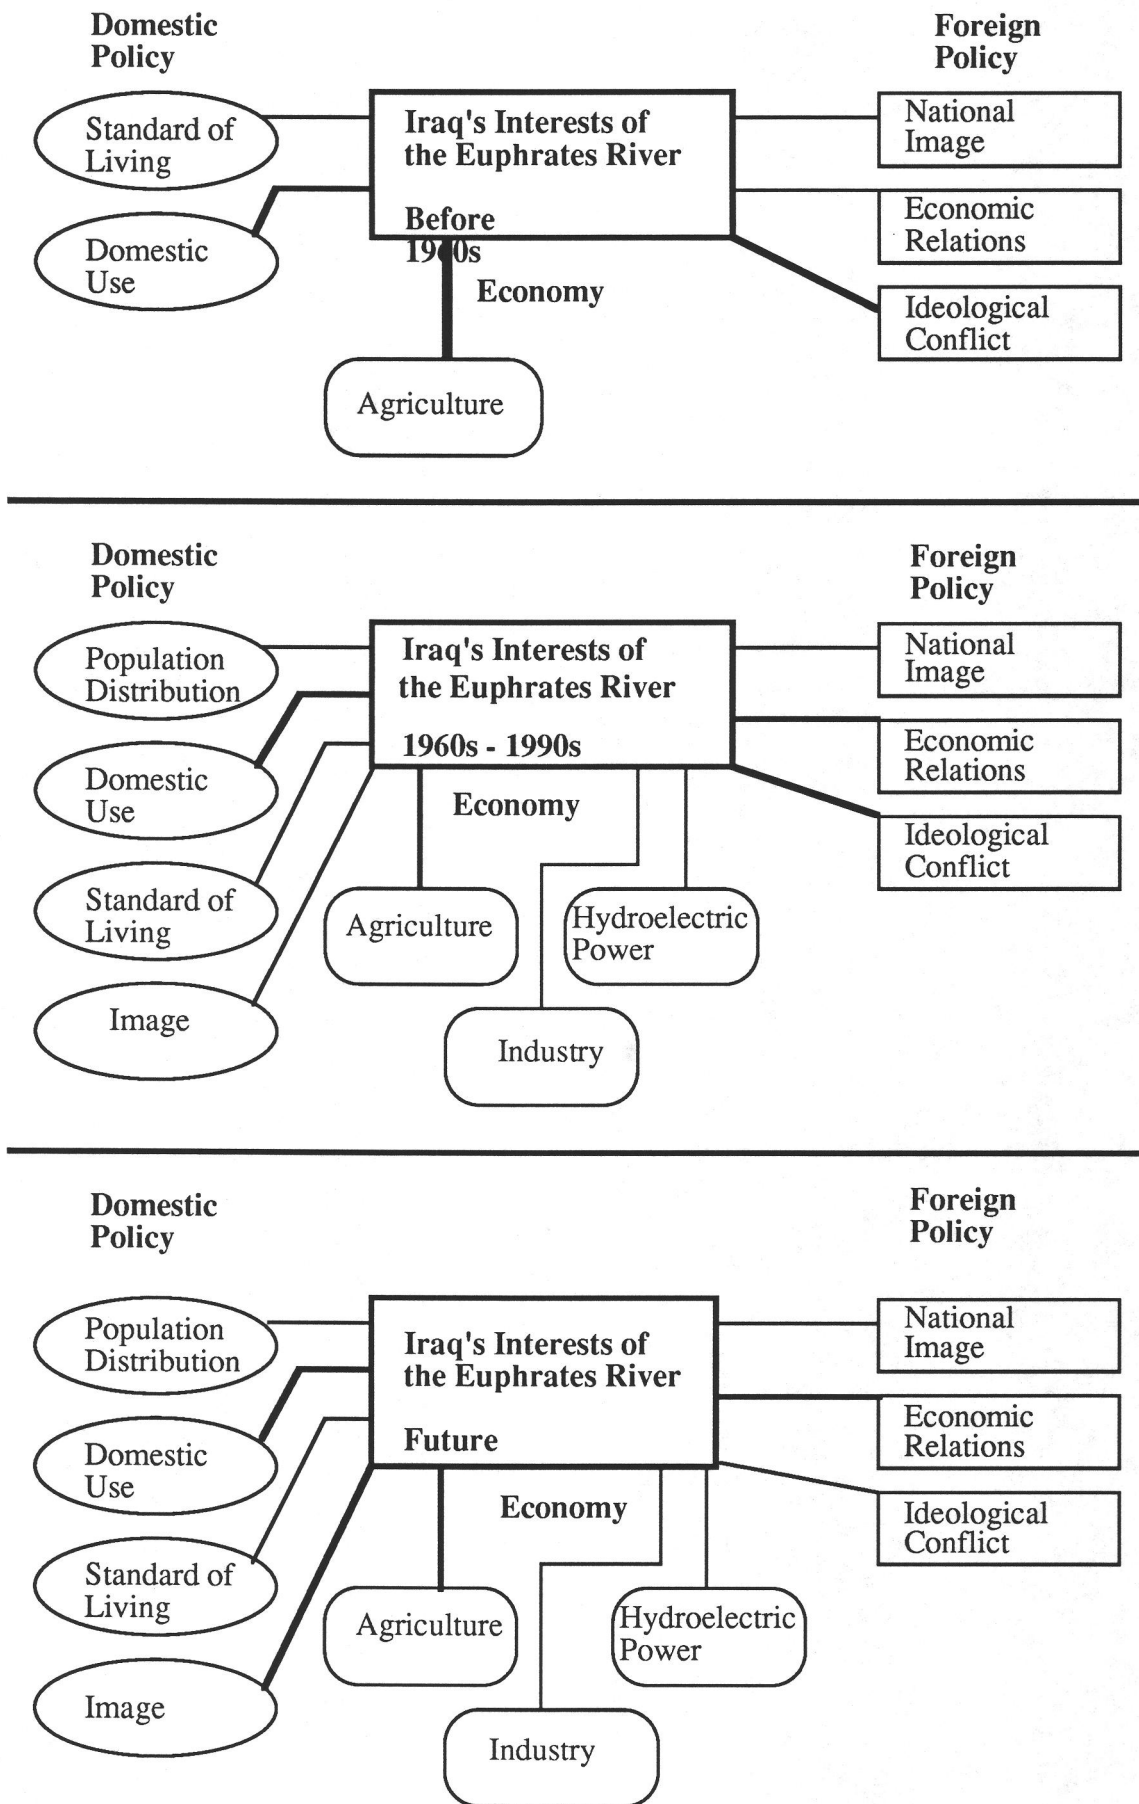 Domestic
Policy
Foreign
Policy
Standard of
Living
Domestic
Use
Iraq's Interests of
the Euphrates River
Before
1960s
National
Image
Economic
Relations
Ideological
Conflict
Economy
Agriculture
Domestic
Policy
Foreign
Policy
Population
Distribution
Domestic
Use
Standard of
Living
Image
Iraq's Interests of
the Euphrates River
1960s - 1990s
National
Image
Economic
Relations
Ideological
Conflict
Economy
Agriculture
Hydroelectric
Power
Industry
Domestic
Policy
Foreign
Policy
Population
Distribution
Domestic
Use
Standard of
Living
Image
Iraq's Interests of
the Euphrates River
Future
National
Image
Economic
Relations
Ideological
Conflict
Economy
Agriculture
Hydroelectric
Power
Industry